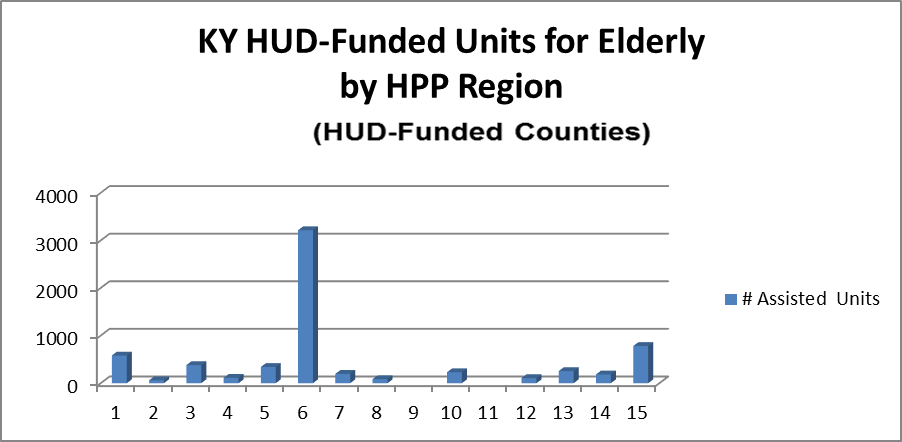 KY HUD-Funded Units for Elderly
by HPP Region
(HUD-Funded Counties)
4000
3000
2000
1000
0
1 2 3 4 5 6 7 8 9 10 11 12 13 14 15
# Assisted Units